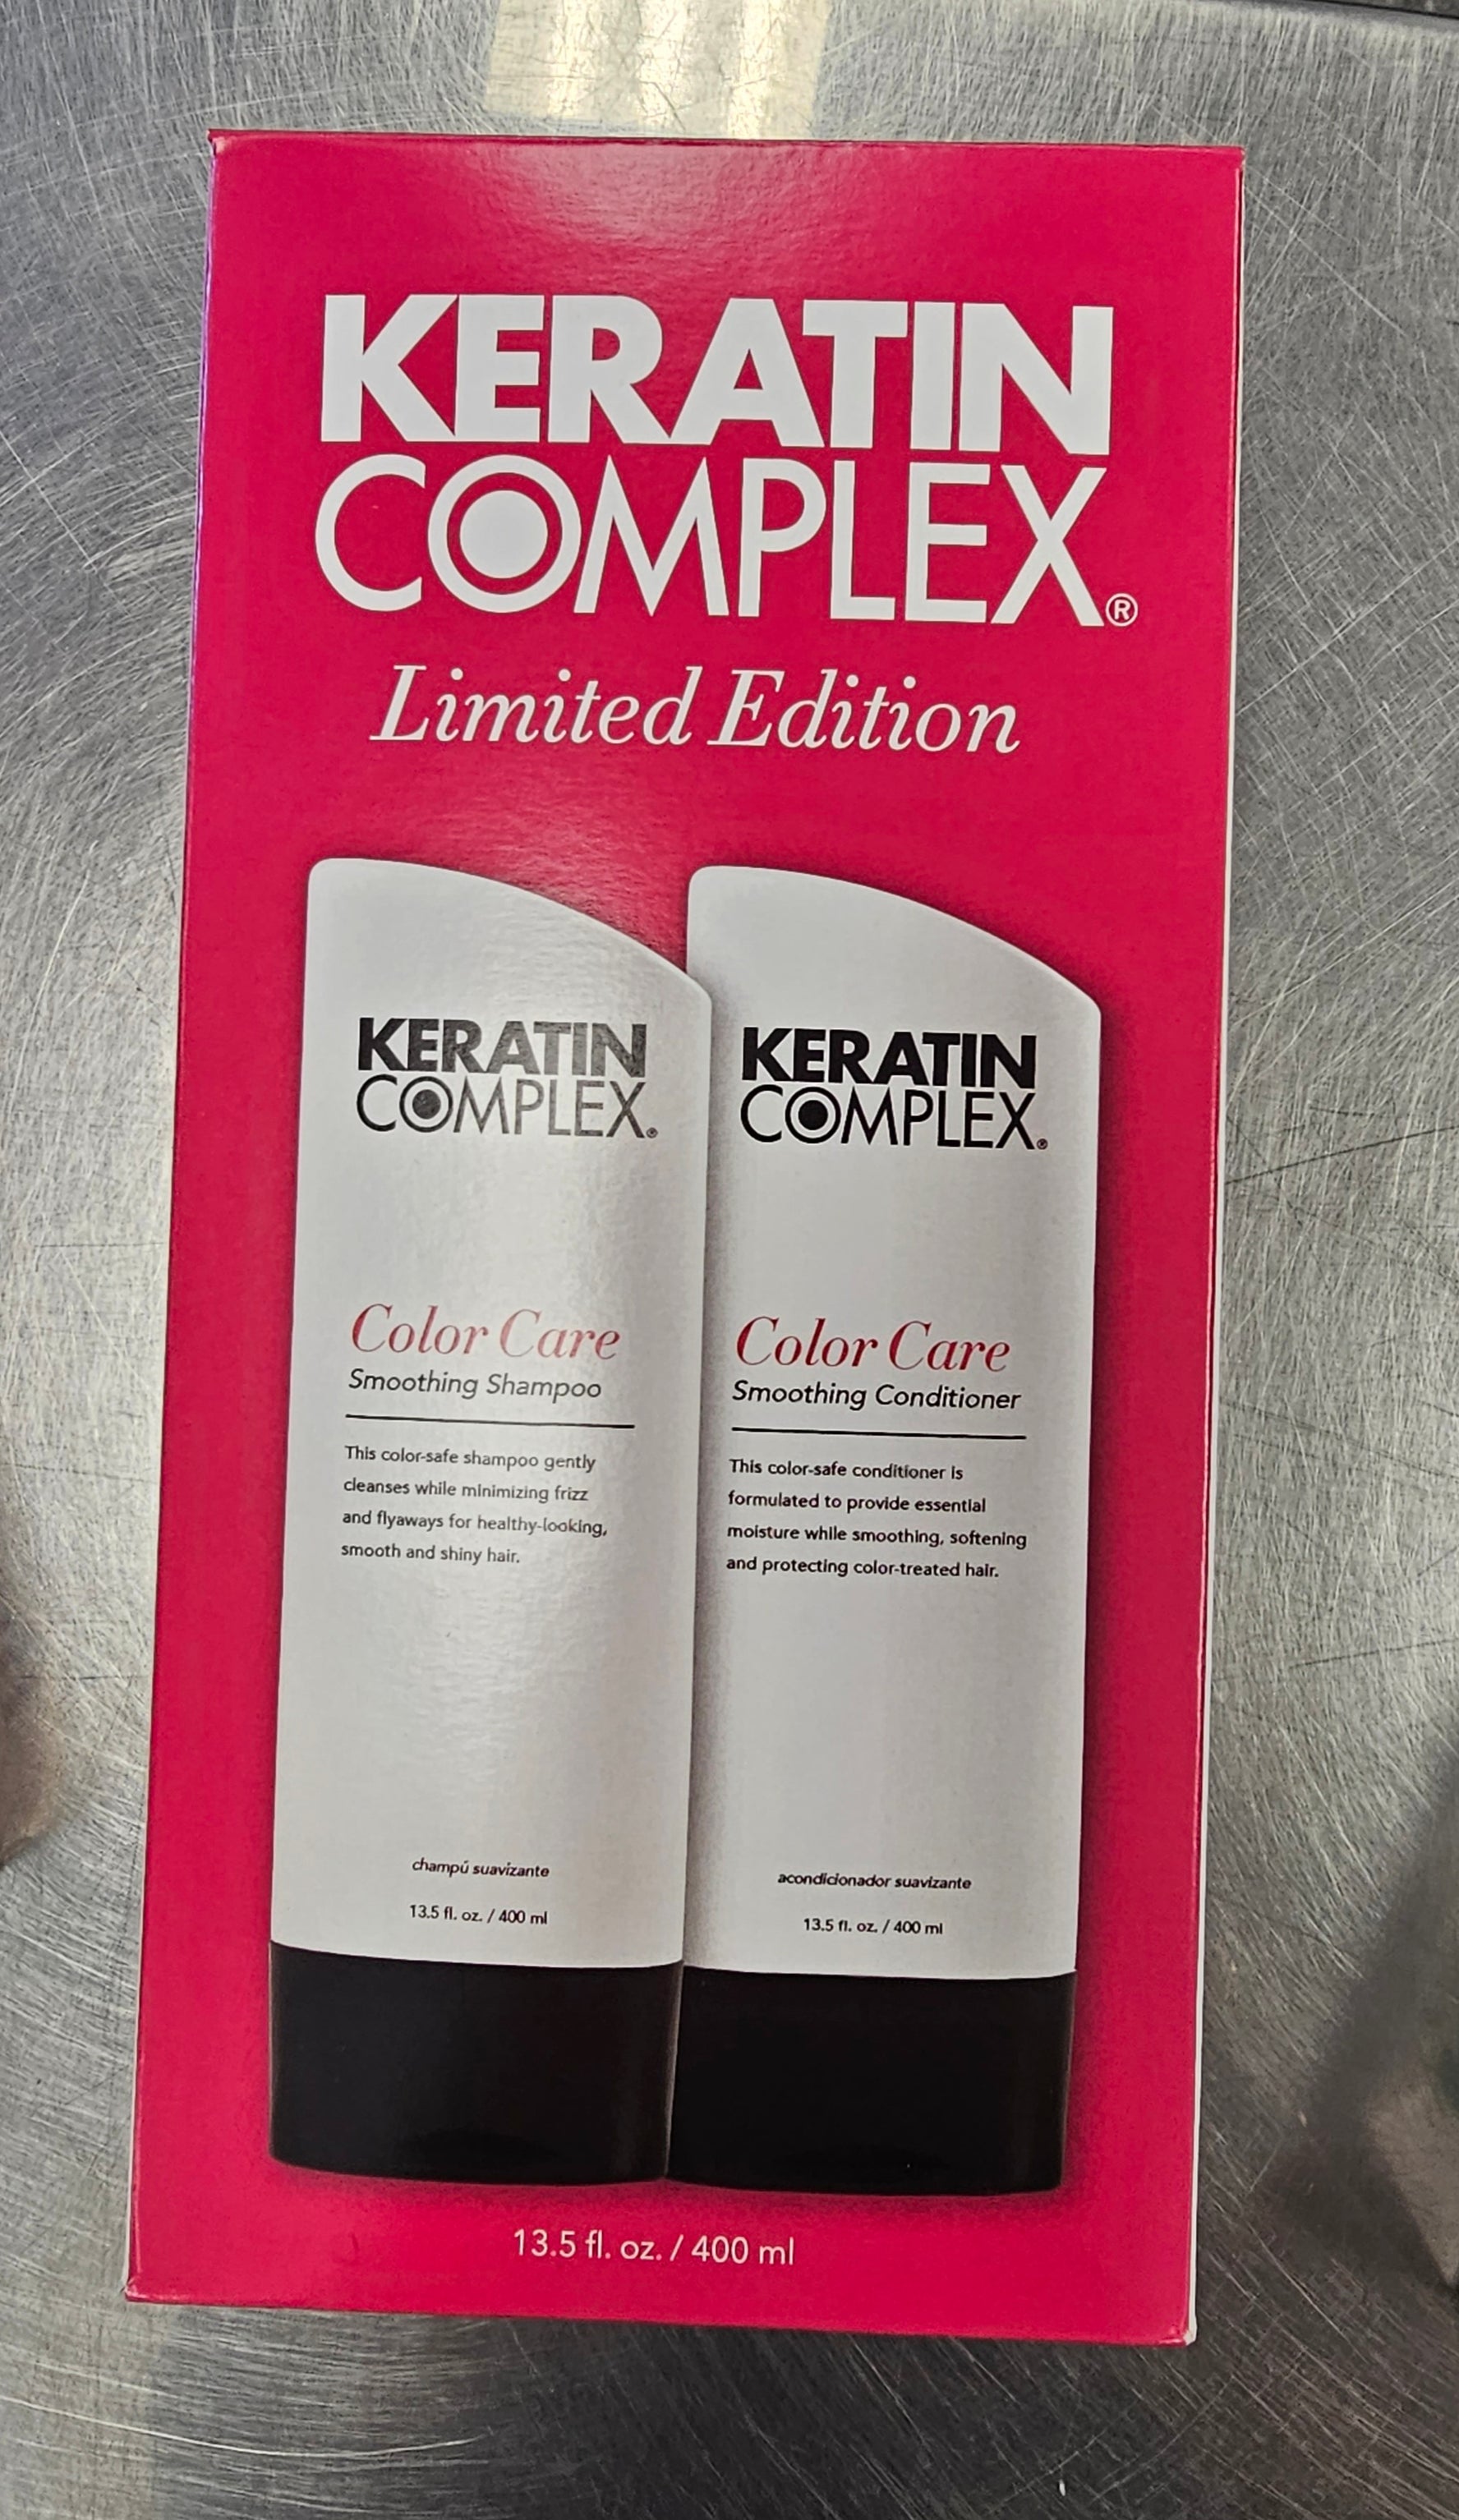 KERATIN
COMPLEX®
Limited Edition
KERATIN
COMPLEX®
Color Care
Smoothing Shampoo
This color-safe shampoo gently
cleanses while minimizing frizz
and flyaways for healthy-looking,
smooth and shiny hair.
champú suavizante
13.5 fl. oz. / 400 ml
KERATIN
COMPLEX®
Color Care
Smoothing Conditioner
This color-safe conditioner is
formulated to provide essential
moisture while smoothing, softening
and protecting color-treated hair.
acondicionador suavizante
13.5 fl. oz. / 400 ml
13.5 fl. oz. / 400 ml